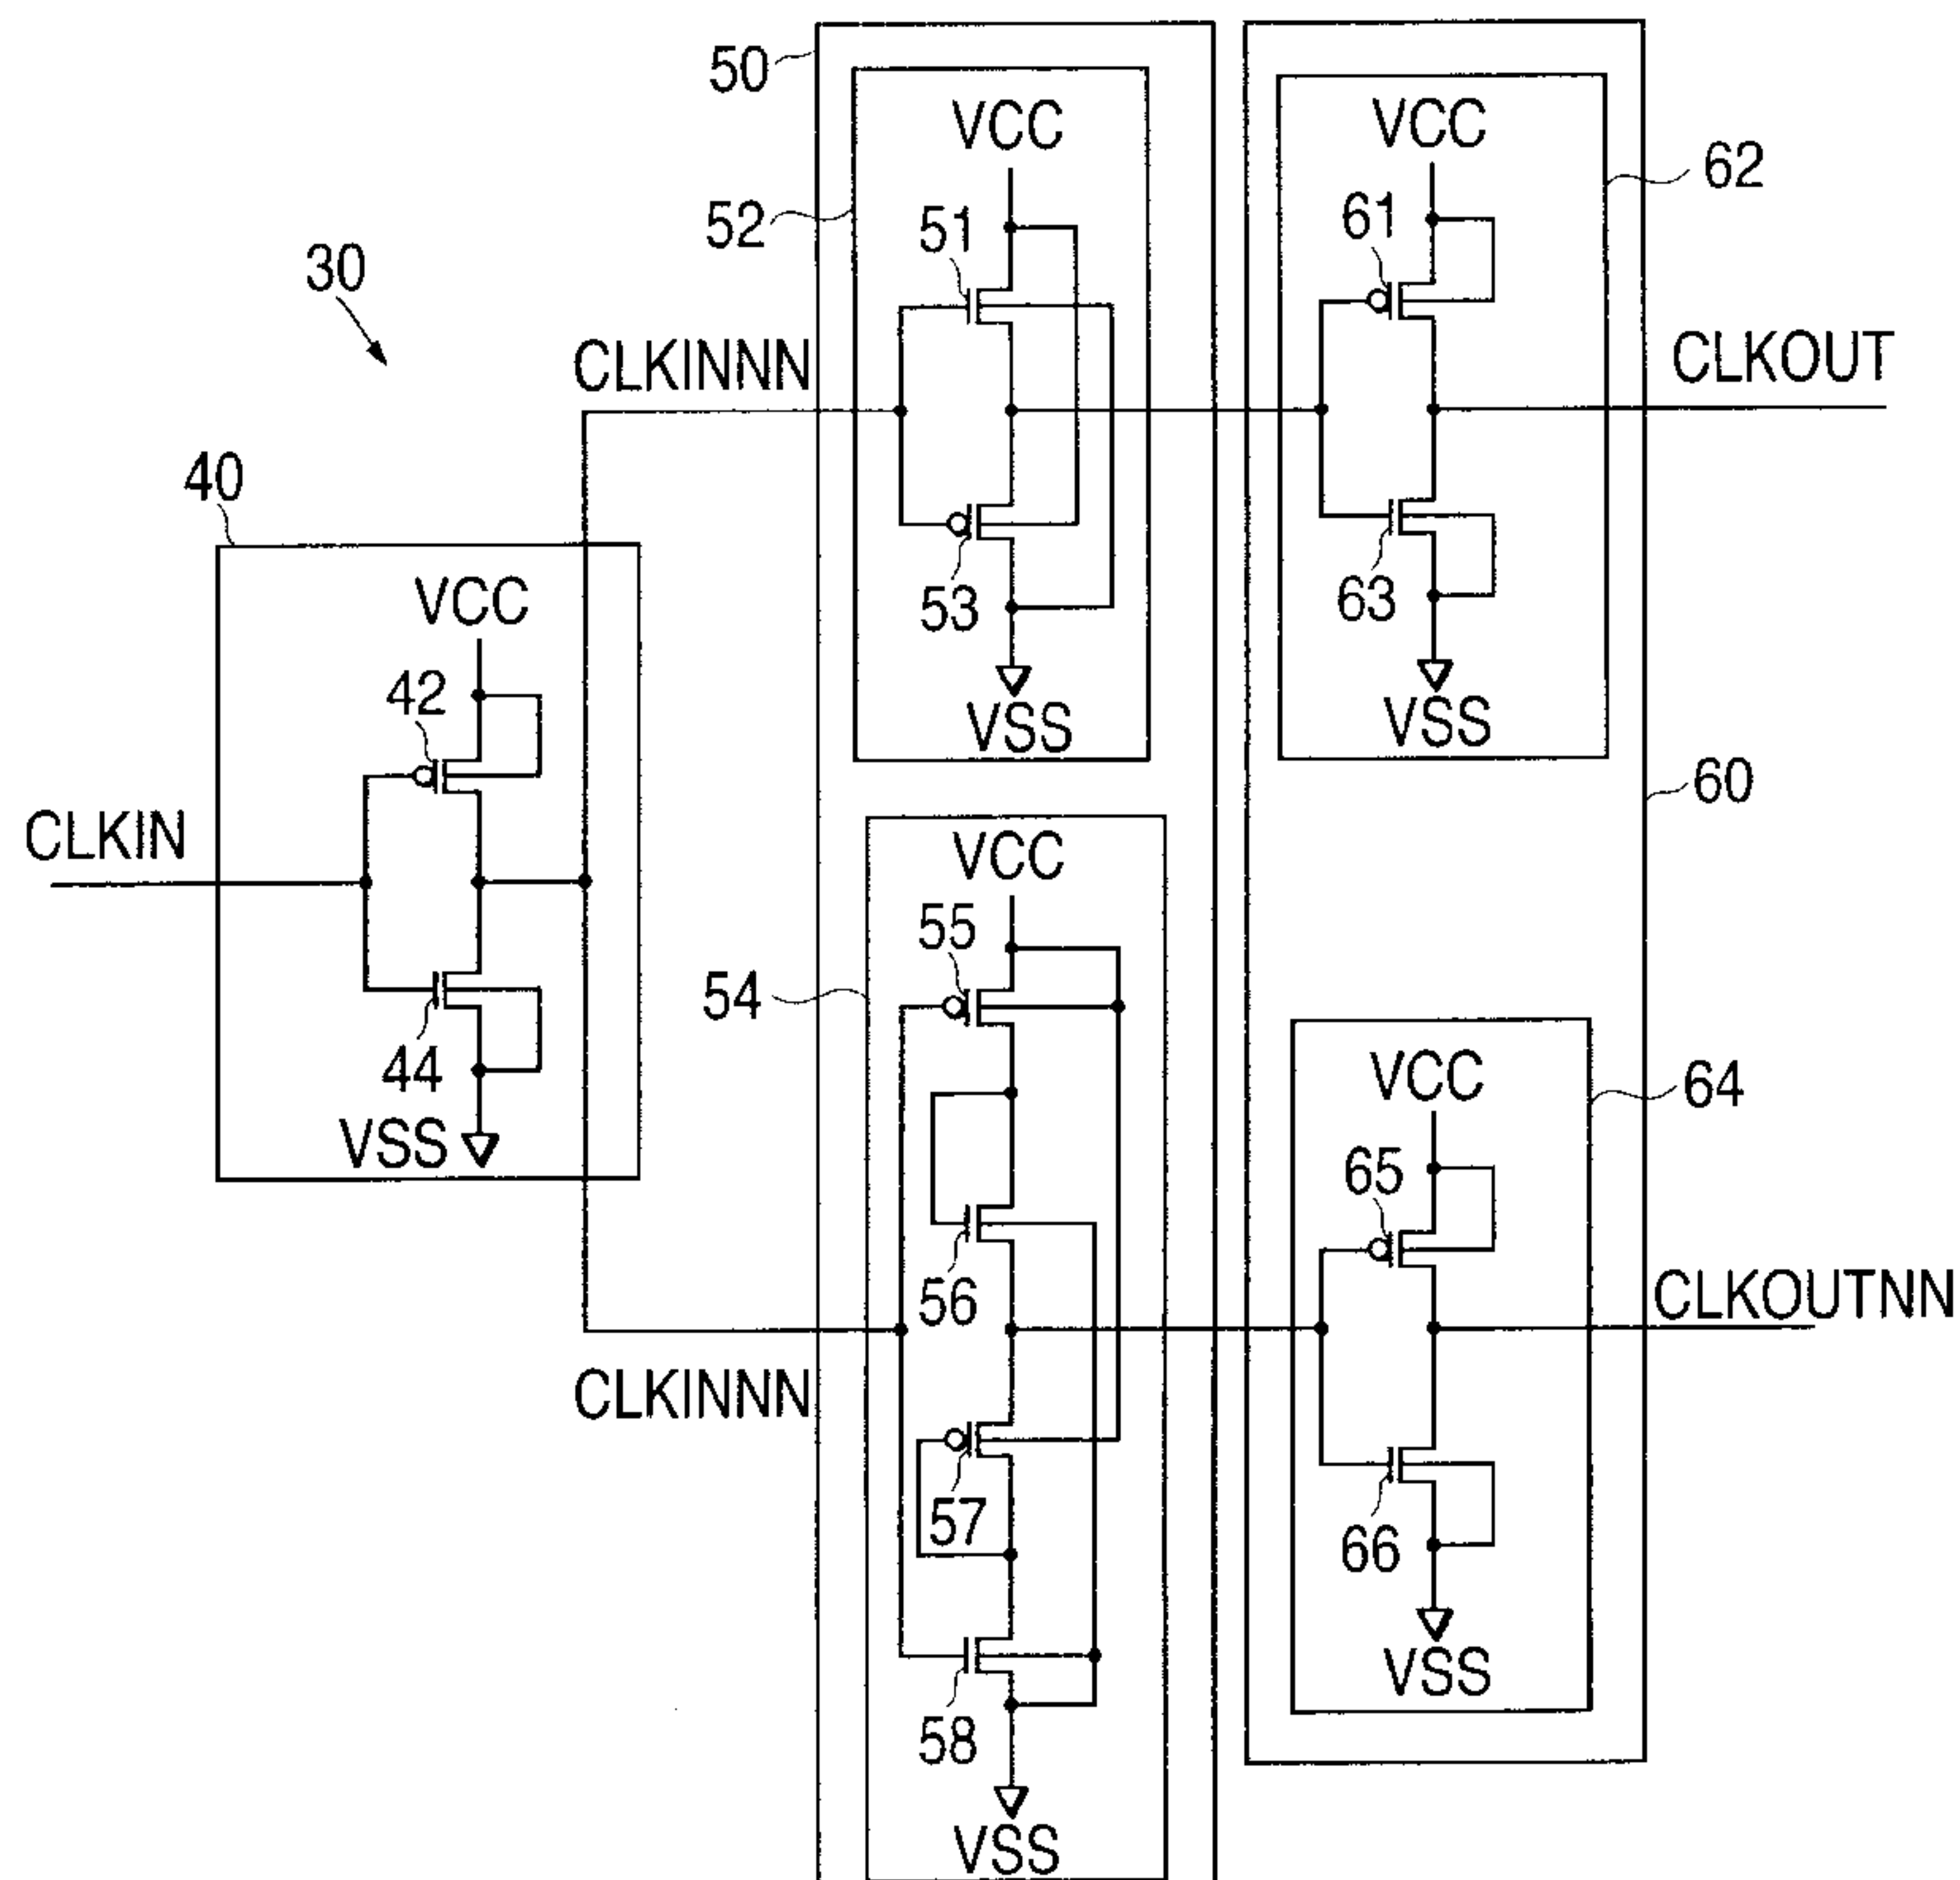 50
VCC
VCC
62
52
51
61
30
CLKINNN
CLKOUT
40
53
63
VCC
VSS
VSS
42
60
CLKIN
VCC
55
54
44
VCC
64
VSS
65
56
CLKOUTNN
CLKINNN
57
66
VSS
58
VSS